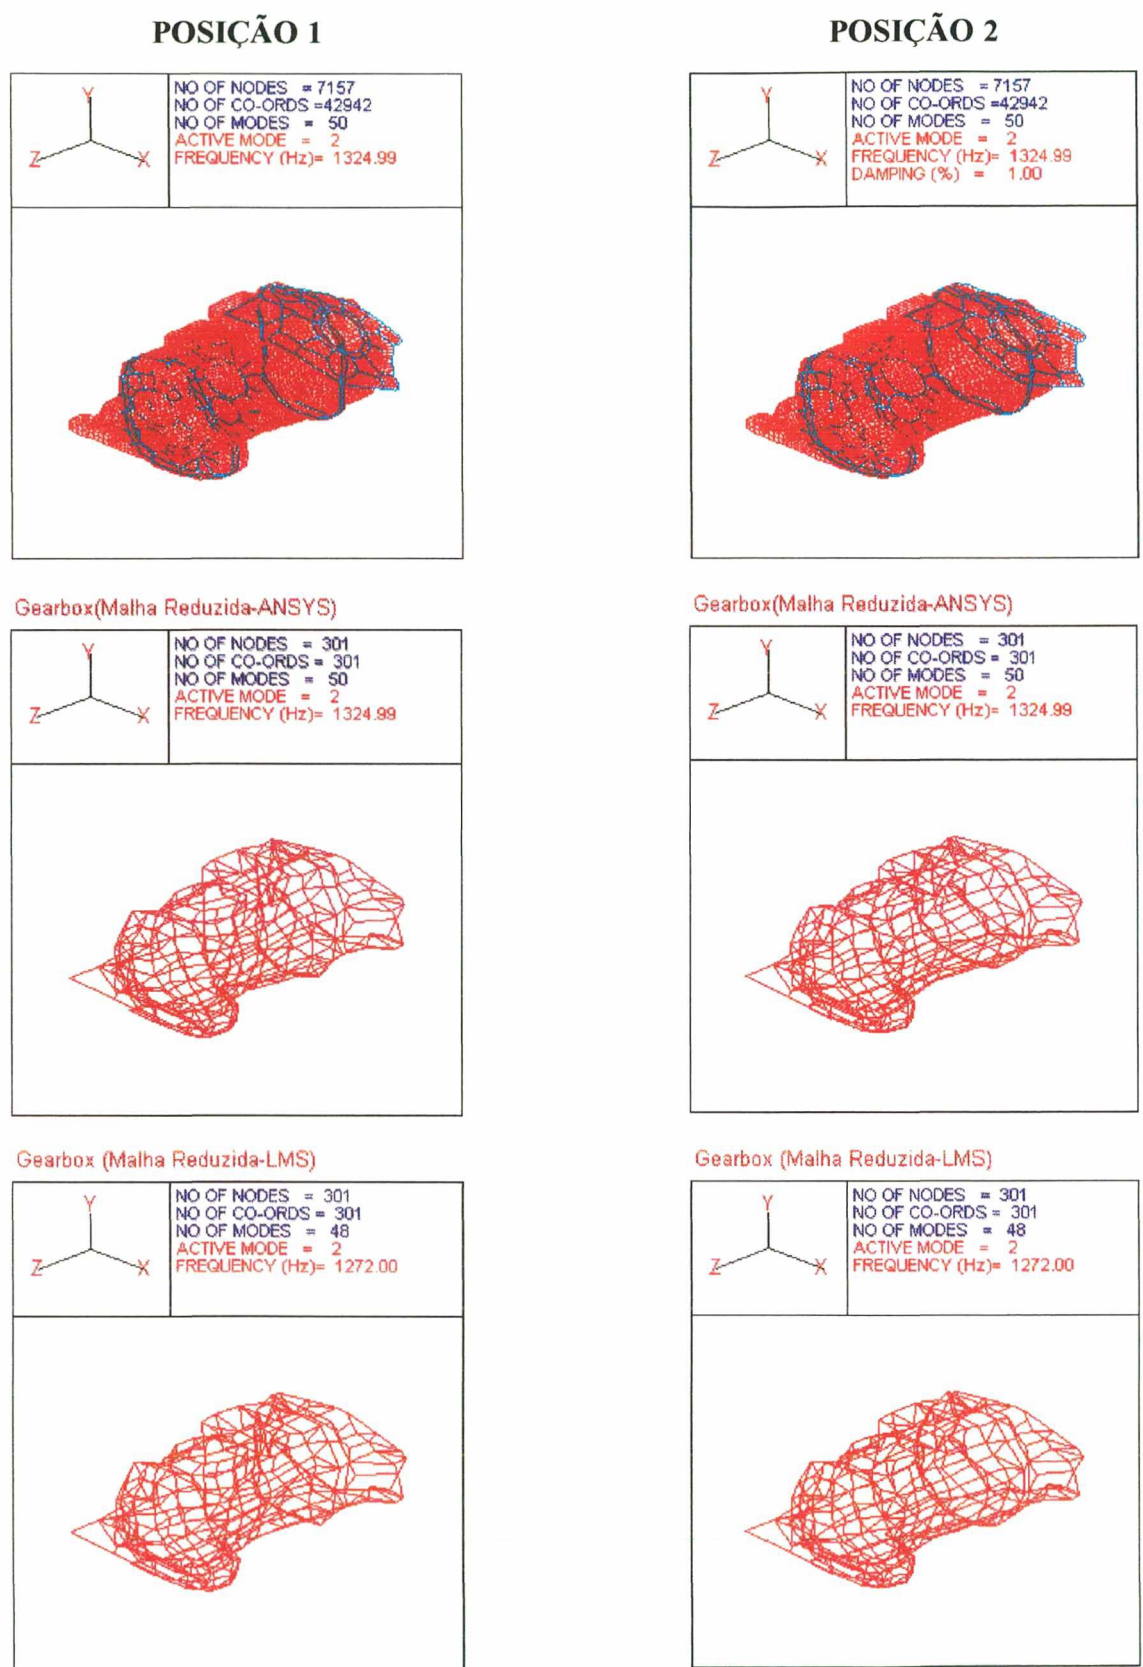 POSIÇÃO 1
Y
Z
X
NO OF NODES = 7157
NO OF CO-ORDS =42942
NO OF MODES = 50
ACTIVE MODE = 2
FREQUENCY (Hz)= 1324.99
Gearbox(Malha Reduzida-ANSYS)
Y
Z
X
NO OF NODES = 301
NO OF CO-ORDS = 301
NO OF MODES = 50
ACTIVE MODE = 2
FREQUENCY (Hz)= 1324.99
Gearbox (Malha Reduzida-LMS)
Y
Z
X
NO OF NODES = 301
NO OF CO-ORDS = 301
NO OF MODES = 48
ACTIVE MODE = 2
FREQUENCY (Hz)= 1272.00
POSIÇÃO 2
Y
Z
X
NO OF NODES = 7157
NO OF CO-ORDS =42942
NO OF MODES = 50
ACTIVE MODE = 2
FREQUENCY (Hz)= 1324.99
DAMPING (%) = 1.00
Gearbox(Malha Reduzida-ANSYS)
Y
Z
X
NO OF NODES = 301
NO OF CO-ORDS = 301
NO OF MODES = 50
ACTIVE MODE = 2
FREQUENCY (Hz)= 1324.99
Gearbox (Malha Reduzida-LMS)
Y
Z
X
NO OF NODES = 301
NO OF CO-ORDS = 301
NO OF MODES = 48
ACTIVE MODE = 2
FREQUENCY (Hz)= 1272.00